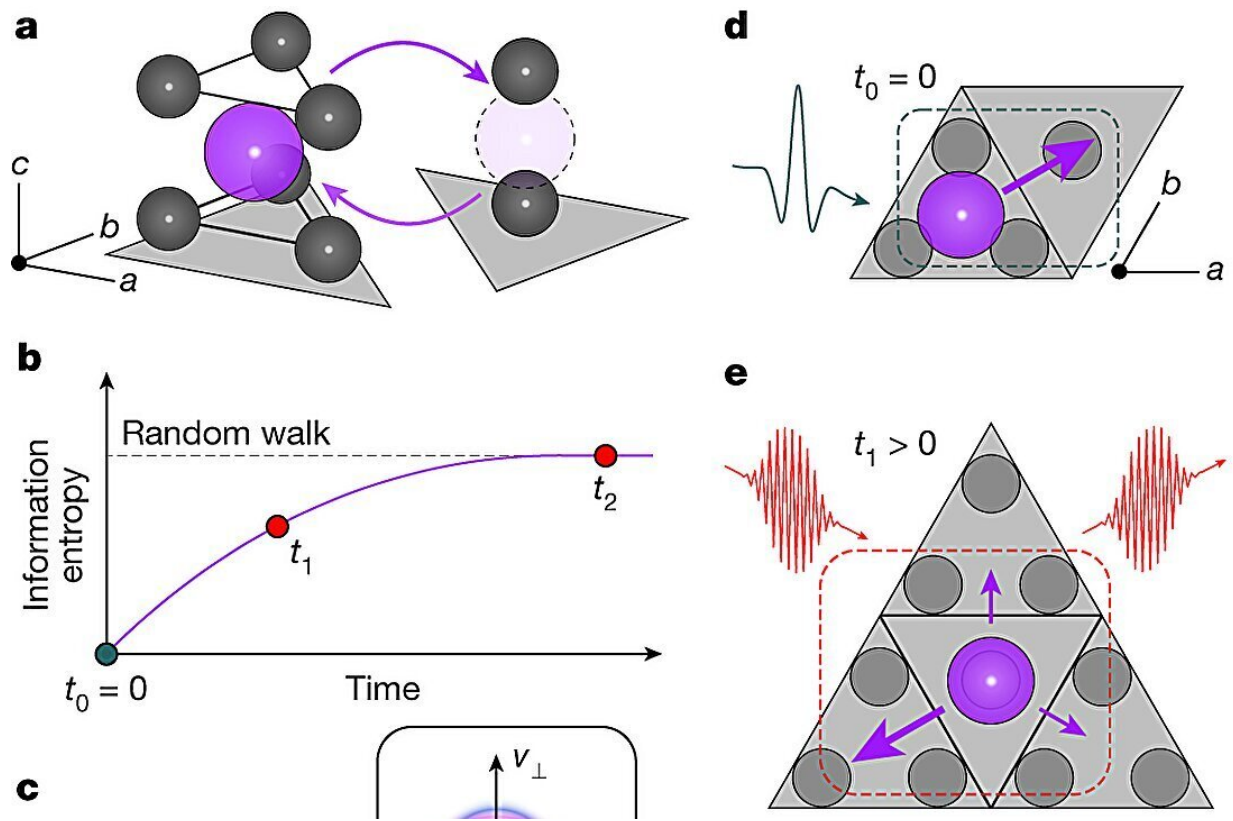 a
c
b
a
b
Random walk
Information
entropy
t₁
t₂
t₀ = 0
Time
c
v⊥
d
t₀ = 0
b
a
e
t₁ > 0